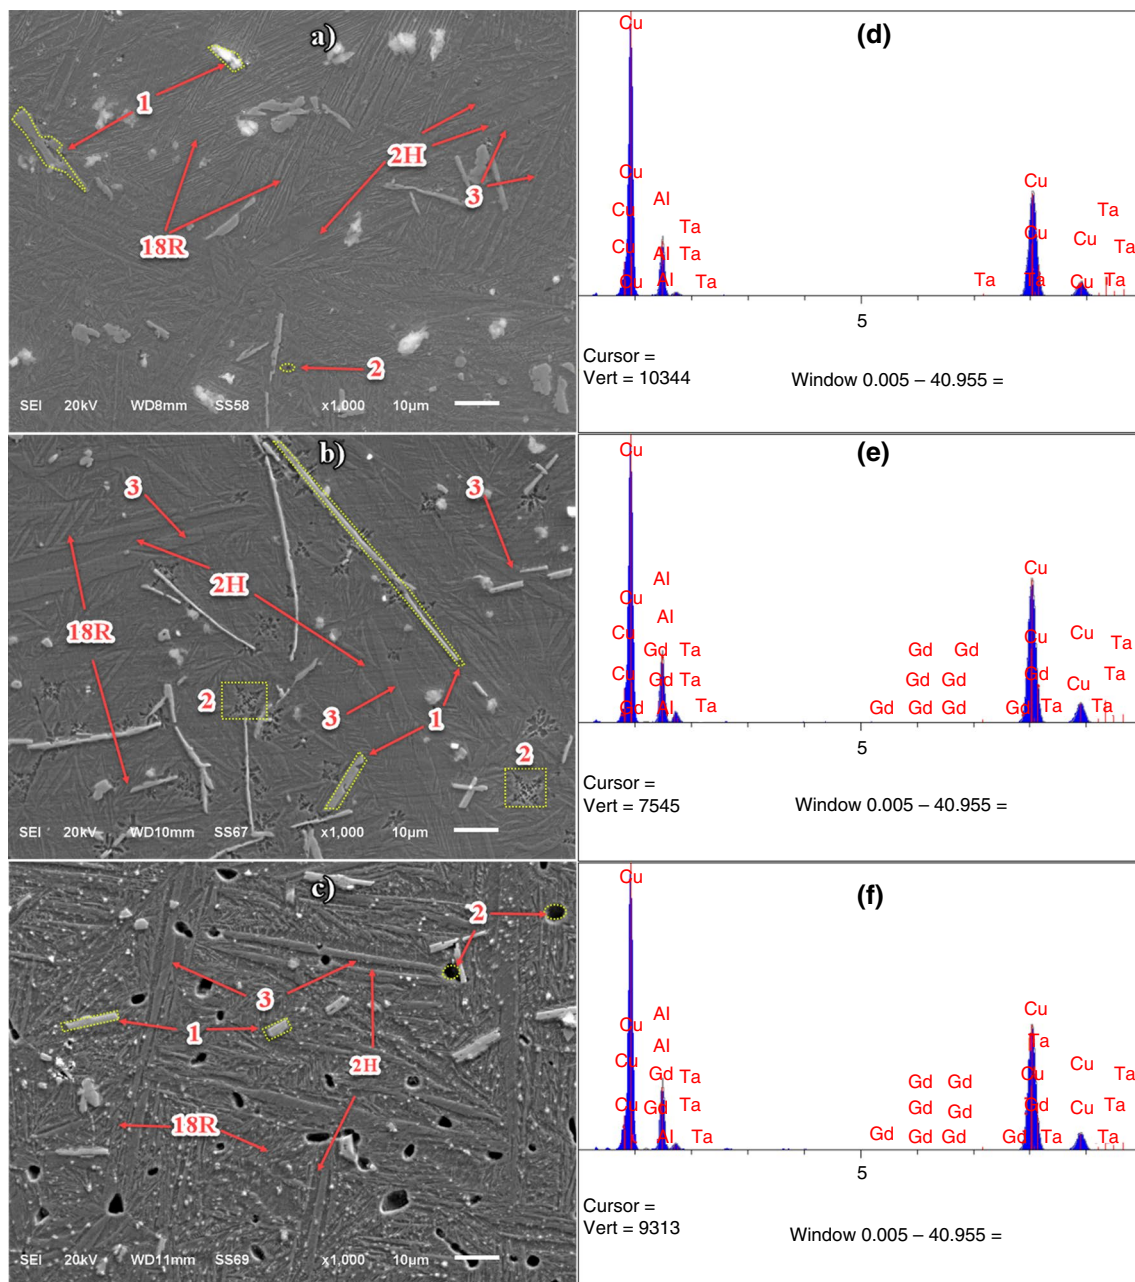 a)
1
2H
3
18R
2
SEI 20kV WD8mm SS58 x1,000 10µm
(d)
Cu
Cu Al Cu
Cu Ta Ta
Cu Al Ta Cu Cu Ta
Cu Al Ta Ta Ta Cu Ta
5
Cursor =
Vert = 10344 Window 0.005 – 40.955 =
b)
3 3
2H
18R
2 3 1
2
SEI 20kV WD10mm SS67 x1,000 10µm
(e)
Cu
Al Cu
Cu Al
Cu Cu Cu
Gd Ta Gd Gd Ta
Cu Gd Ta Gd Gd Gd Cu Ta
Gd Al Ta Gd Gd Gd Gd Ta Ta
5
Cursor =
Vert = 7545 Window 0.005 – 40.955 =
c)
2
3
1
2H
18R
SEI 20kV WD11mm SS69 x1,000 10µm
(f)
Cu
Al Cu
Cu Al Ta
Cu Gd Ta Gd Gd Cu Cu
Cu Gd Ta Gd Gd Gd Cu Ta
Al Ta Gd Gd Gd Gd Ta Ta
5
Cursor =
Vert = 9313 Window 0.005 – 40.955 =